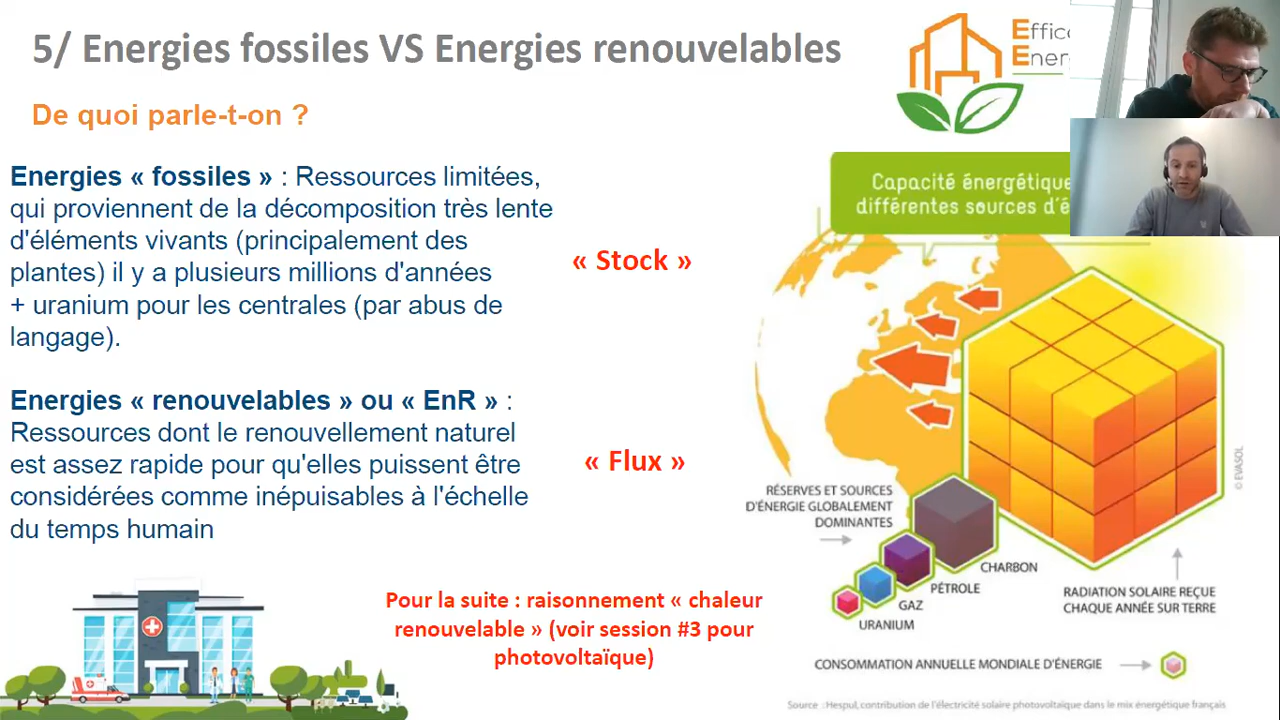 5/ Energies fossiles VS Energies renouvelables
De quoi parle-t-on ?
Energies « fossiles » : Ressources limitées,
qui proviennent de la décomposition très lente
d'éléments vivants (principalement des
plantes) il y a plusieurs millions d'années
+ uranium pour les centrales (par abus de
langage).
« Stock »
Energies « renouvelables » ou « EnR » :
Ressources dont le renouvellement naturel
est assez rapide pour qu'elles puissent être
considérées comme inépuisables à l'échelle
du temps humain
« Flux »
Pour la suite : raisonnement « chaleur
renouvelable » (voir session #3 pour
photovoltaïque)
Capacité énergétique
différentes sources
© EVASOL
RÉSERVES ET SOURCES
D'ÉNERGIE GLOBALEMENT
DOMINANTES
CHARBON
PÉTROLE
GAZ
URANIUM
RADIATION SOLAIRE REÇUE
CHAQUE ANNÉE SUR TERRE
CONSOMMATION ANNUELLE MONDIALE D'ÉNERGIE
Source : Hespul, contribution de l'électricité solaire photovoltaïque dans le mix énergétique français